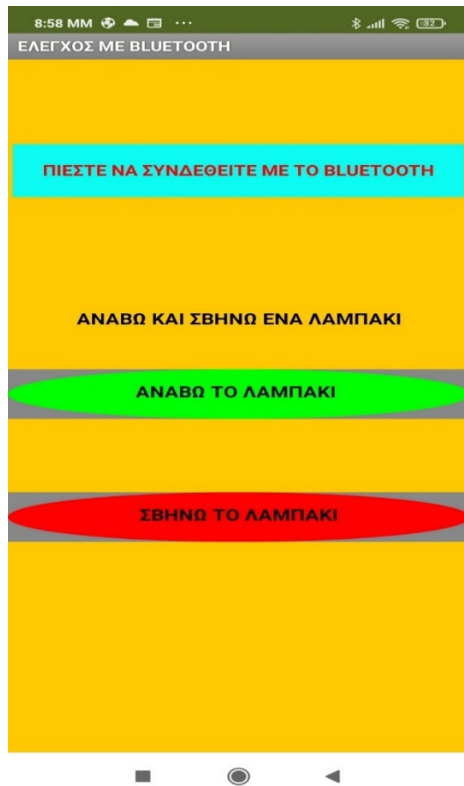 8:58 ΜΜ ··· 32
ΕΛΕΓΧΟΣ ΜΕ BLUETOOTH
ΠΙΕΣΤΕ ΝΑ ΣΥΝΔΕΘΕΙΤΕ ΜΕ ΤΟ BLUETOOTH
ΑΝΑΒΩ ΚΑΙ ΣΒΗΝΩ ΕΝΑ ΛΑΜΠΑΚΙ
ΑΝΑΒΩ ΤΟ ΛΑΜΠΑΚΙ
ΣΒΗΝΩ ΤΟ ΛΑΜΠΑΚΙ